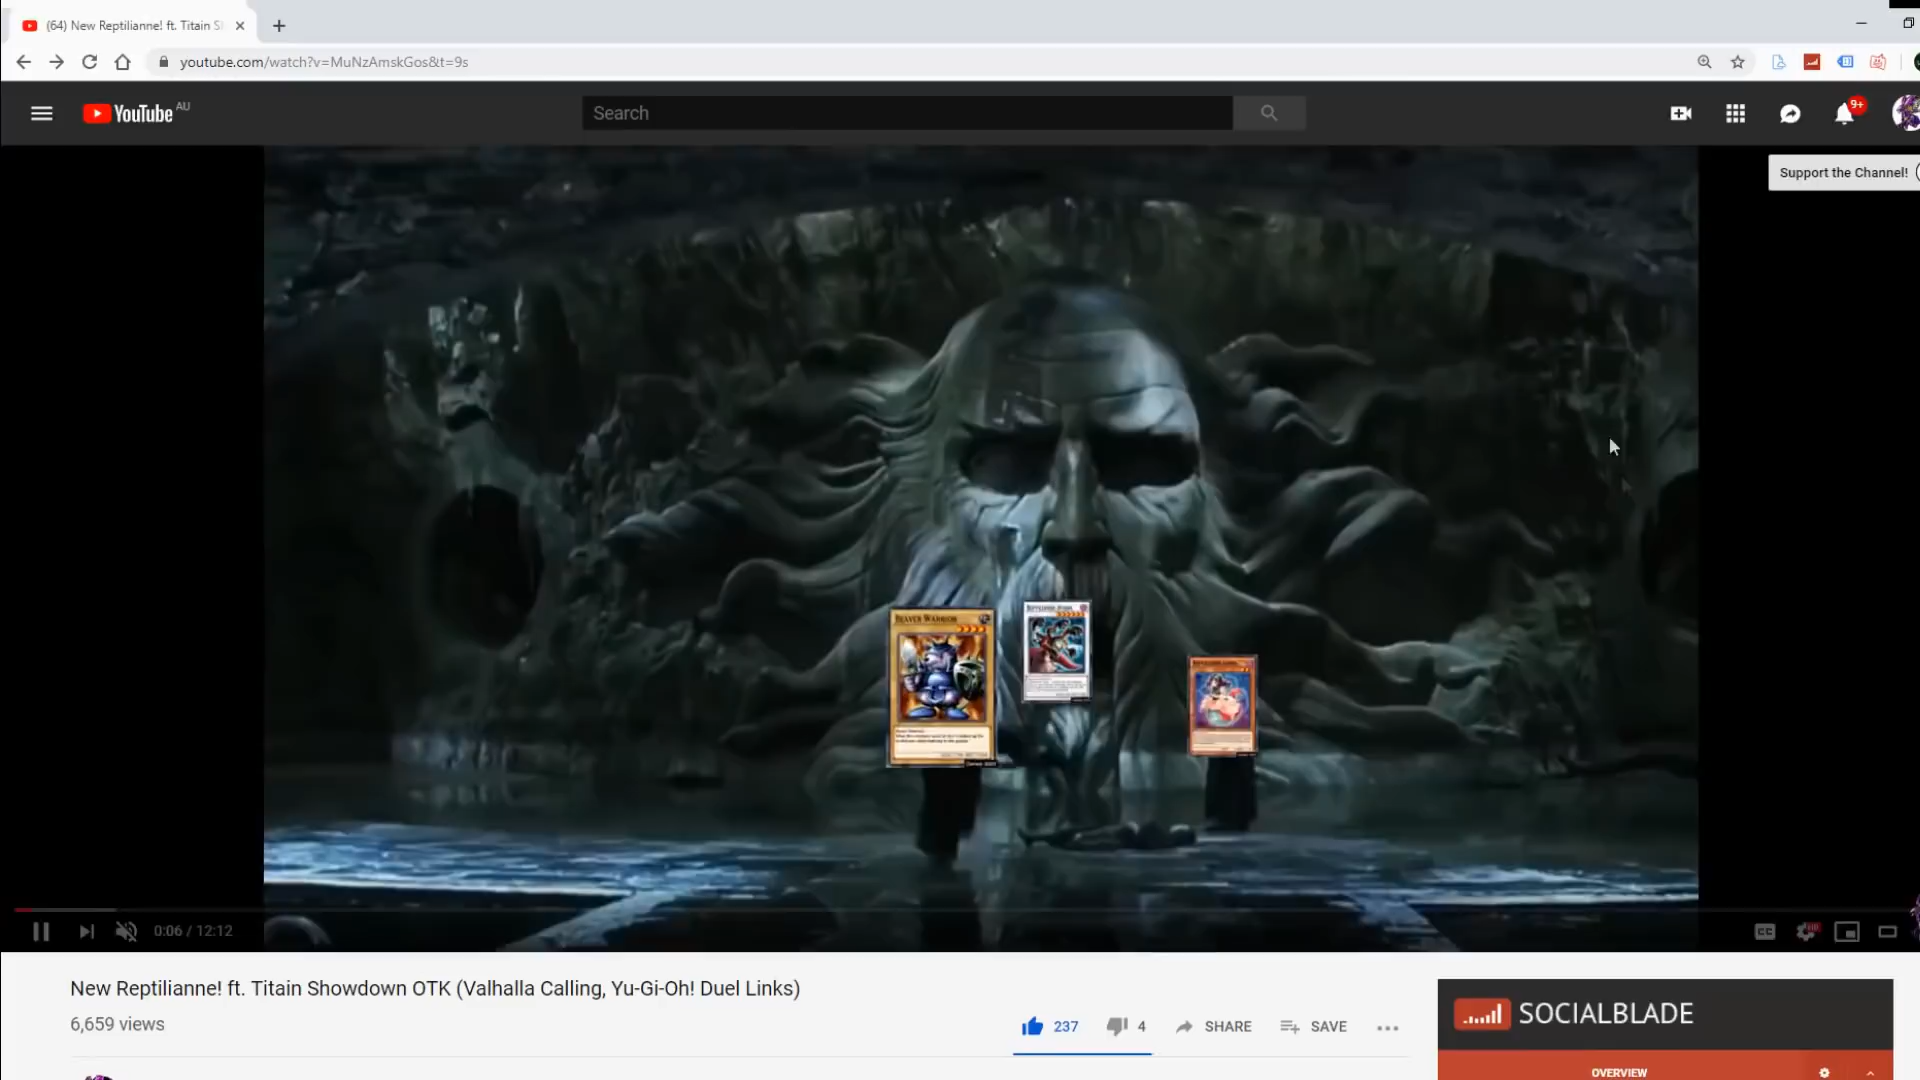 (64) New Reptilianne! ft. Titain S
youtube.com/watch?v=MuNzAmskGos&t=9s
YouTube AU
Search
9+
Support the Channel!
BEAVER WARRIOR
0:06 / 12:12
CC
HD
New Reptilianne! ft. Titain Showdown OTK (Valhalla Calling, Yu-Gi-Oh! Duel Links)
6,659 views
237
4
SHARE
SAVE
SOCIALBLADE
OVERVIEW